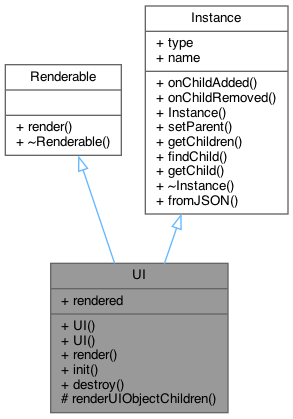 Instance
+ type
+ name
+ onChildAdded()
+ onChildRemoved()
+ Instance()
+ setParent()
+ getChildren()
+ findChild()
+ getChild()
+ ~Instance()
+ fromJSON()
Renderable
+ render()
+ ~Renderable()
UI
+ rendered
+ UI()
+ UI()
+ render()
+ init()
+ destroy()
# renderUIObjectChildren()